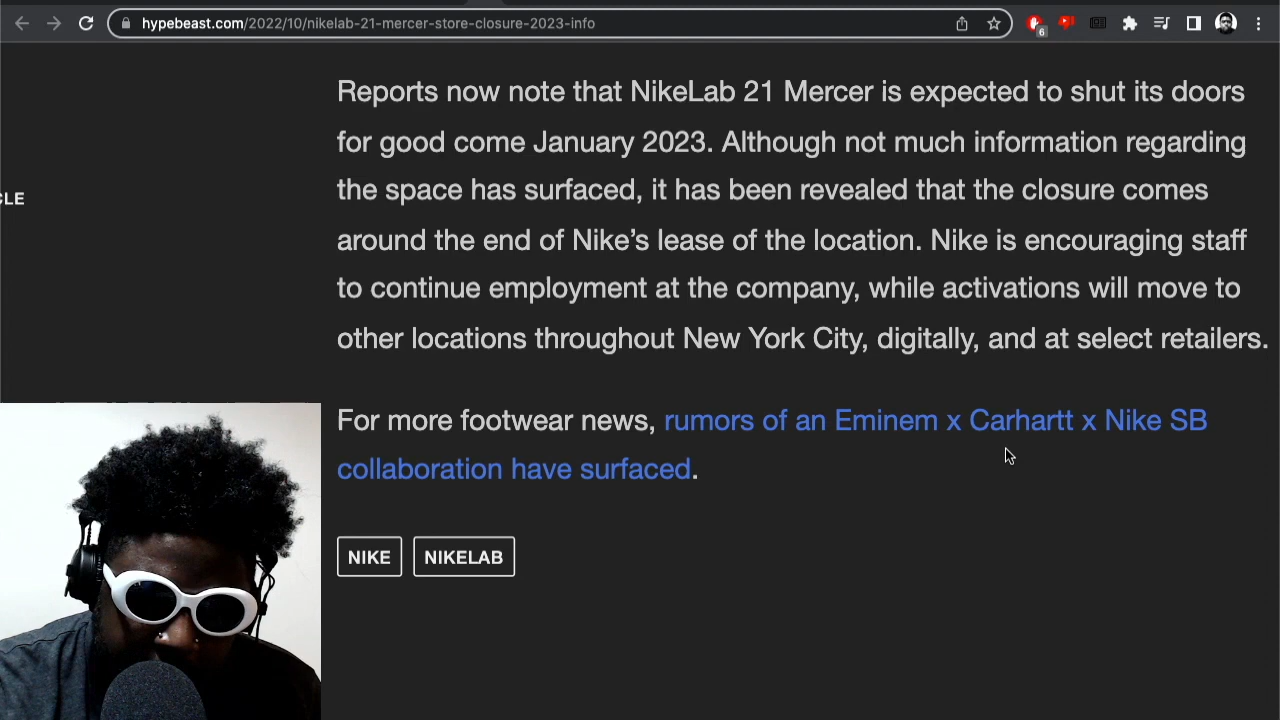 hypebeast.com/2022/10/nikelab-21-mercer-store-closure-2023-info
6
Reports now note that NikeLab 21 Mercer is expected to shut its doors
for good come January 2023. Although not much information regarding
CLE
the space has surfaced, it has been revealed that the closure comes
around the end of Nike’s lease of the location. Nike is encouraging staff
to continue employment at the company, while activations will move to
other locations throughout New York City, digitally, and at select retailers.
For more footwear news, rumors of an Eminem x Carhartt x Nike SB
collaboration have surfaced.
NIKE
NIKELAB